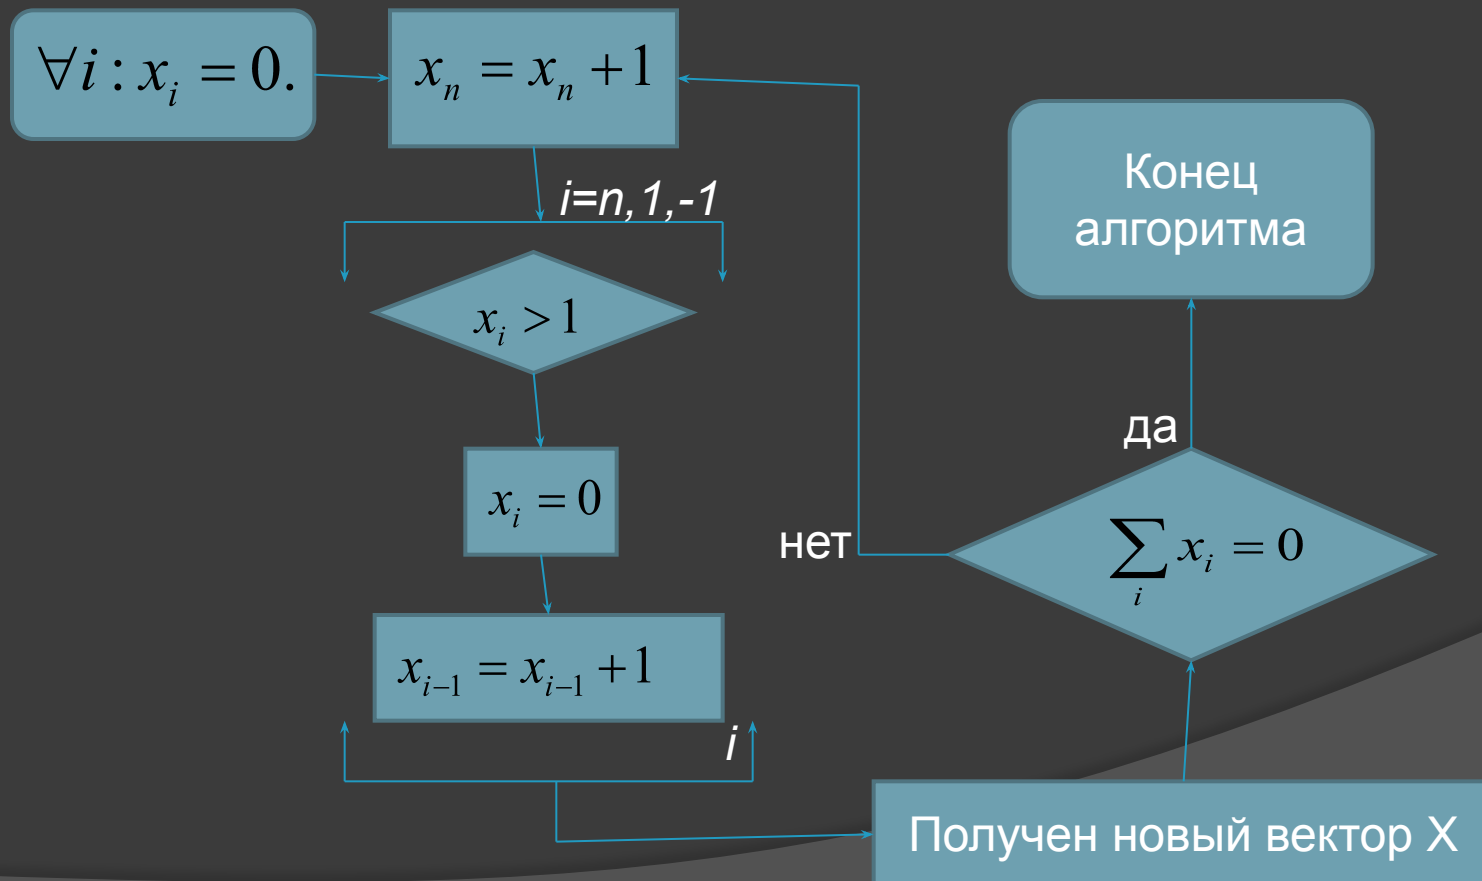 ∀i : x_i = 0.
x_n = x_n + 1
i=n,1,-1
x_i > 1
x_i = 0
x_{i-1} = x_{i-1} + 1
i
Получен новый вектор X
∑_i x_i = 0
нет
да
Конец
алгоритма